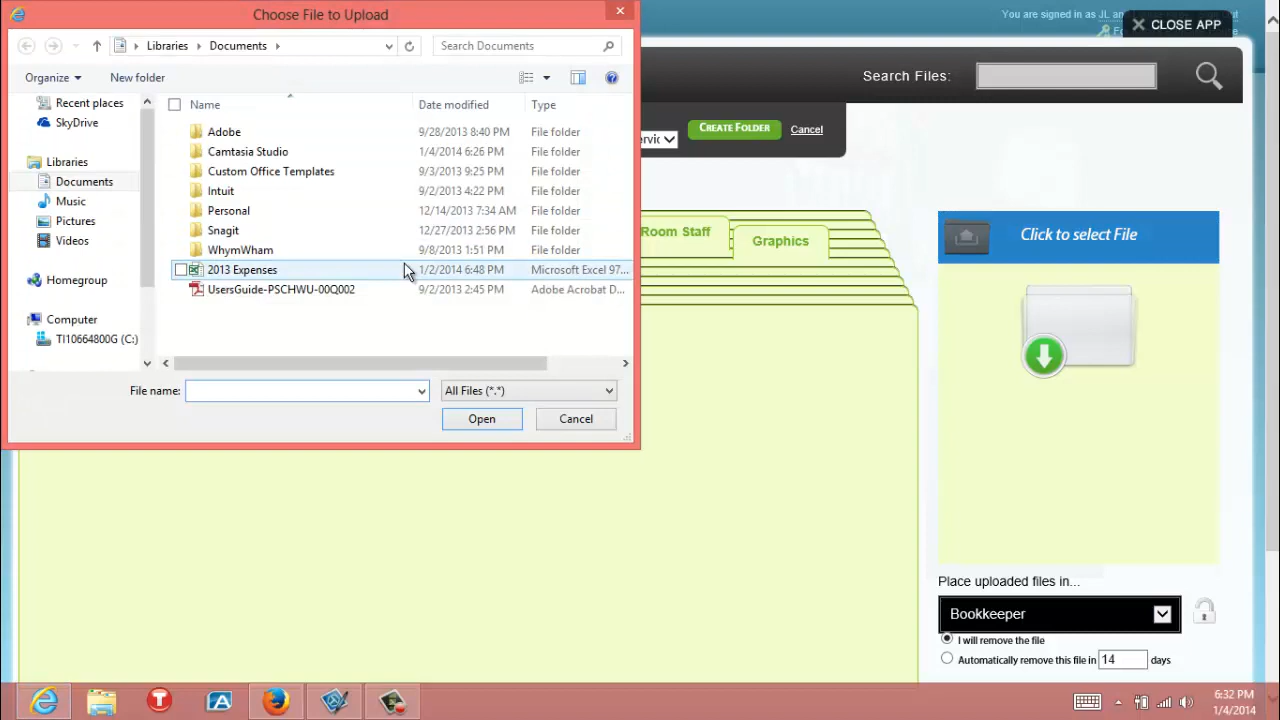 Choose File to Upload
Libraries
Documents
Search Documents
Organize
New folder
Recent places
SkyDrive
Libraries
Documents
Music
Pictures
Videos
Homegroup
Computer
TI10664800G (C:)
Name
Date modified
Type
Adobe
9/28/2013 8:40 PM
File folder
Camtasia Studio
1/4/2014 6:26 PM
File folder
Custom Office Templates
9/3/2013 9:25 PM
File folder
Intuit
9/2/2013 4:22 PM
File folder
Personal
12/14/2013 7:34 AM
File folder
Snagit
12/27/2013 2:56 PM
File folder
WhymWham
9/8/2013 1:51 PM
File folder
2013 Expenses
1/2/2014 6:48 PM
Microsoft Excel 97...
UsersGuide-PSCHWU-00Q002
9/2/2013 2:45 PM
Adobe Acrobat D...
File name:
All Files (*.*)
Open
Cancel
You are signed in as JL and
CLOSE APP
Search Files:
CREATE FOLDER
Cancel
Room Staff
Graphics
Click to select File
Place uploaded files in...
Bookkeeper
I will remove the file
Automatically remove this file in 14 days
6:32 PM
1/4/2014